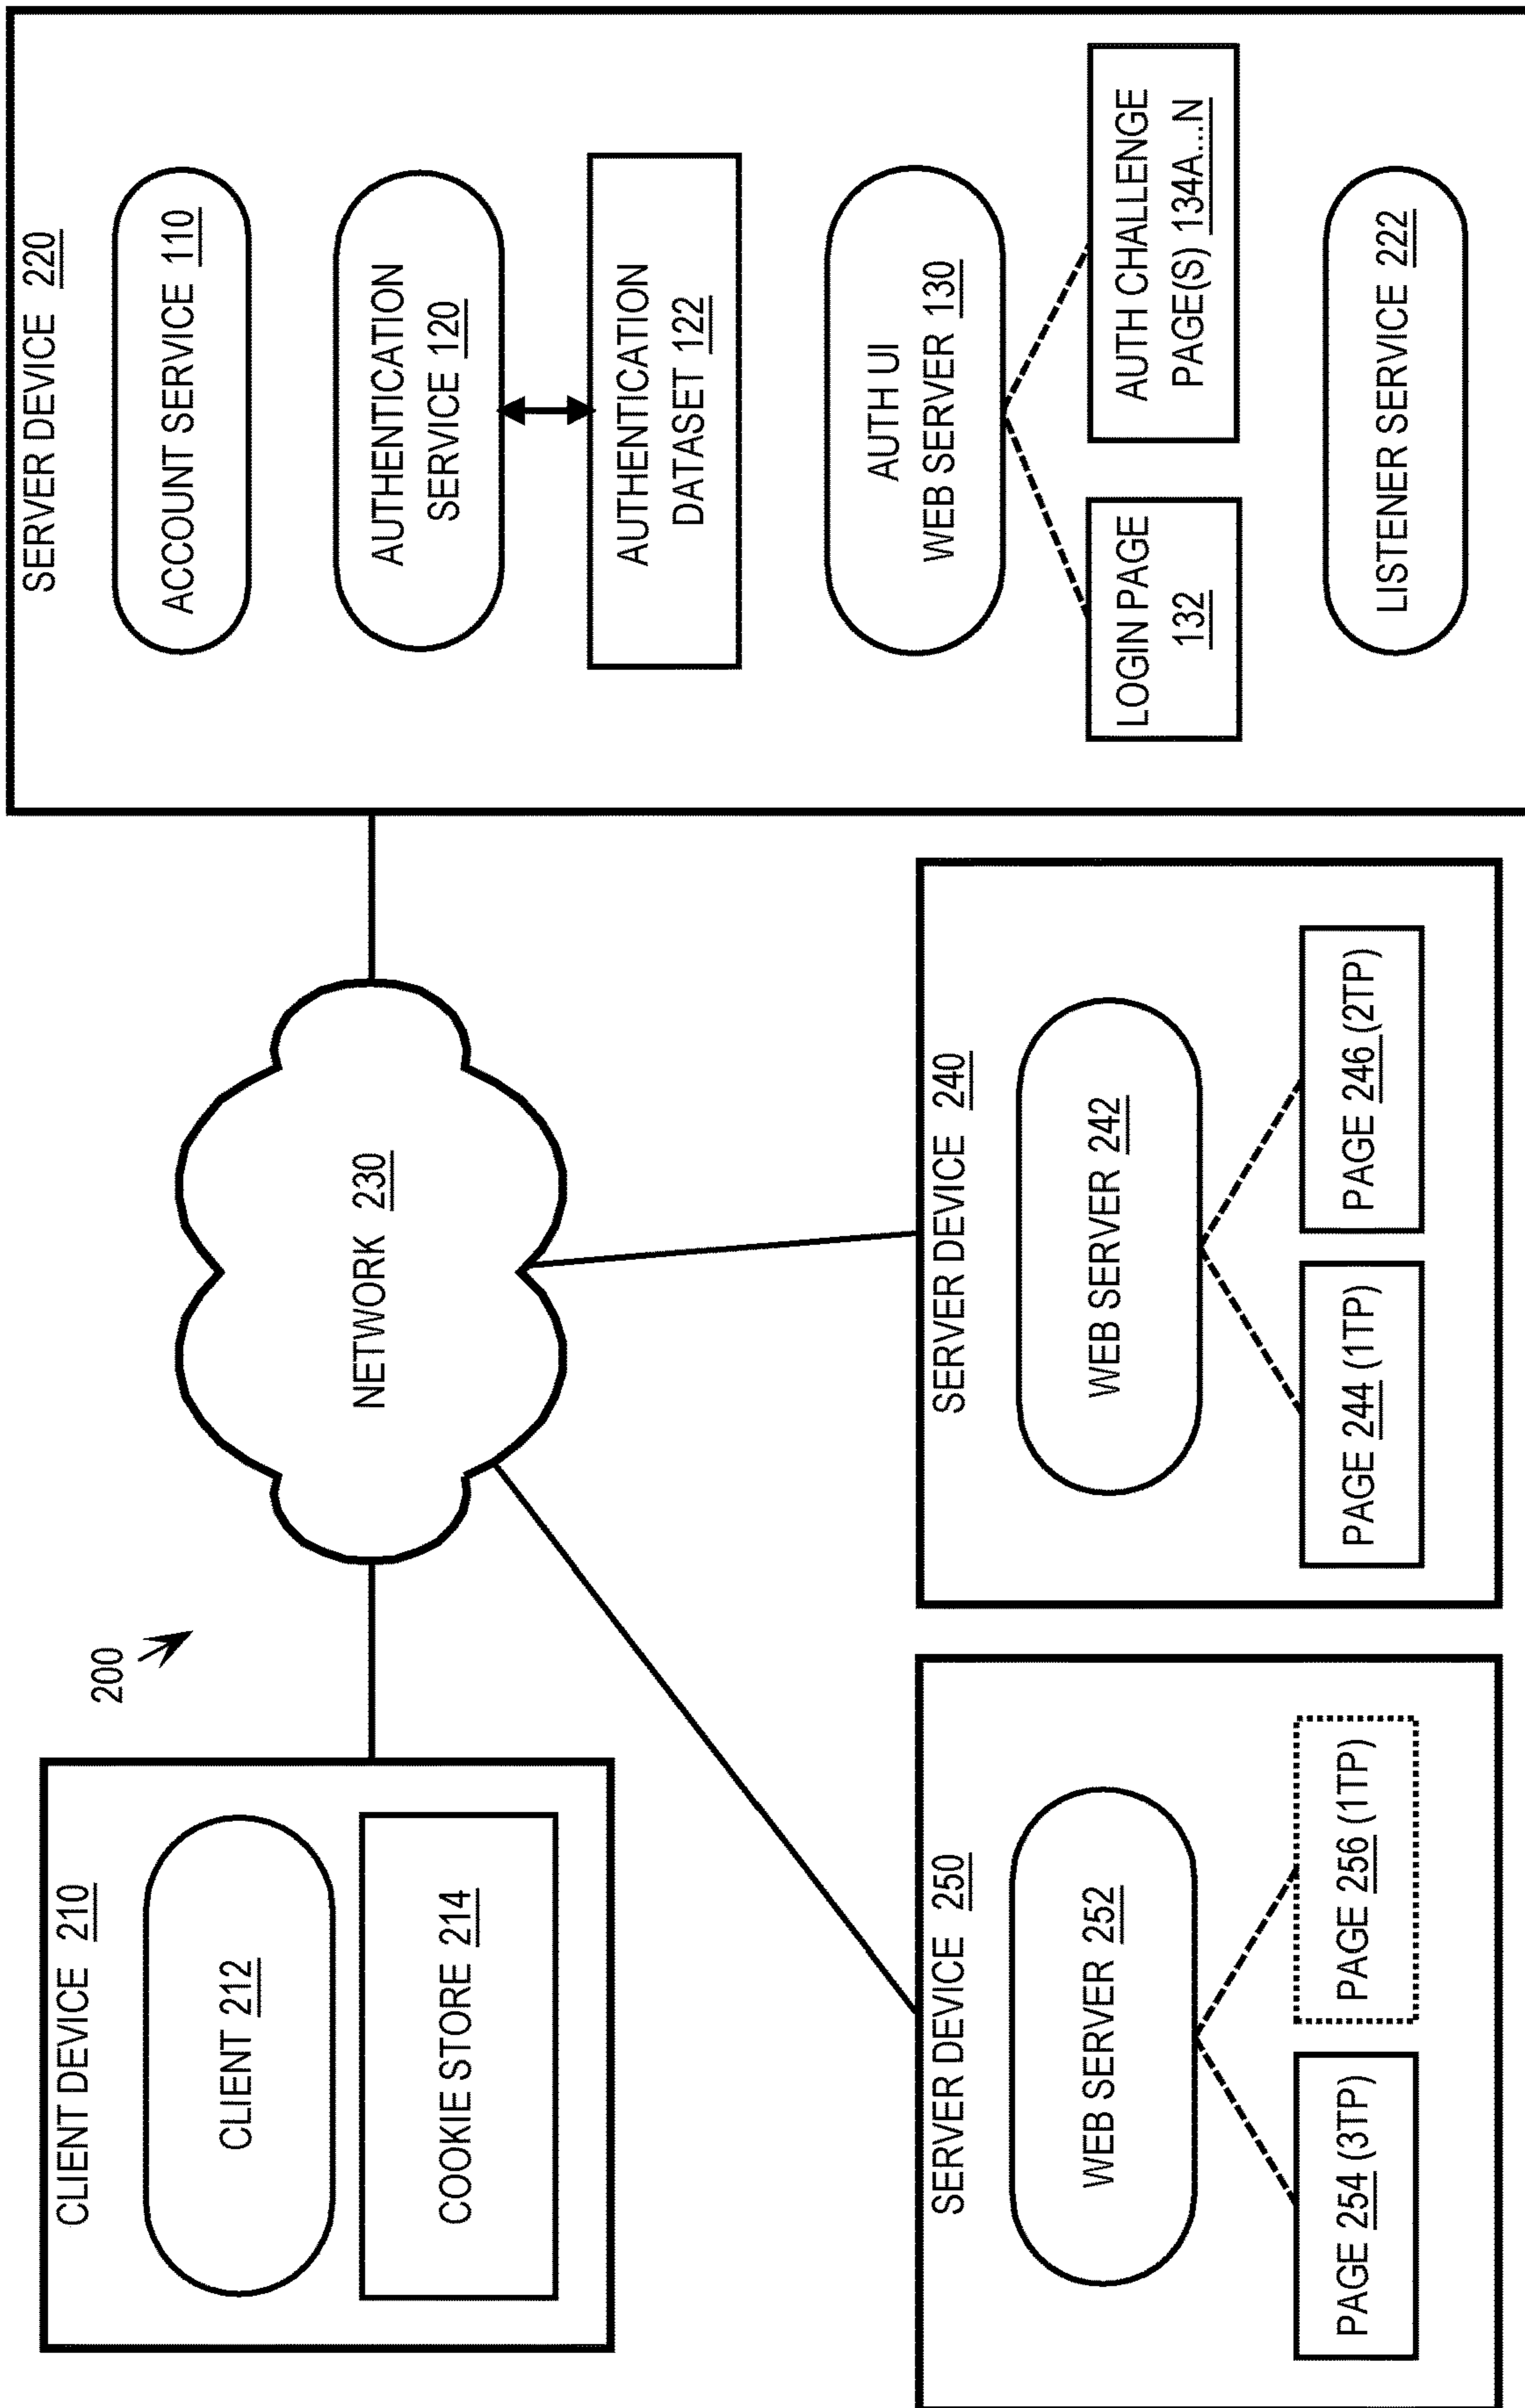 200
CLIENT DEVICE 210
CLIENT 212
COOKIE STORE 214
NETWORK 230
SERVER DEVICE 220
ACCOUNT SERVICE 110
AUTHENTICATION
SERVICE 120
AUTHENTICATION
DATASET 122
AUTH UI
WEB SERVER 130
LOGIN PAGE
132
AUTH CHALLENGE
PAGE(S) 134A...N
LISTENER SERVICE 222
SERVER DEVICE 250
WEB SERVER 252
PAGE 254 (3TP)
PAGE 256 (1TP)
SERVER DEVICE 240
WEB SERVER 242
PAGE 244 (1TP)
PAGE 246 (2TP)